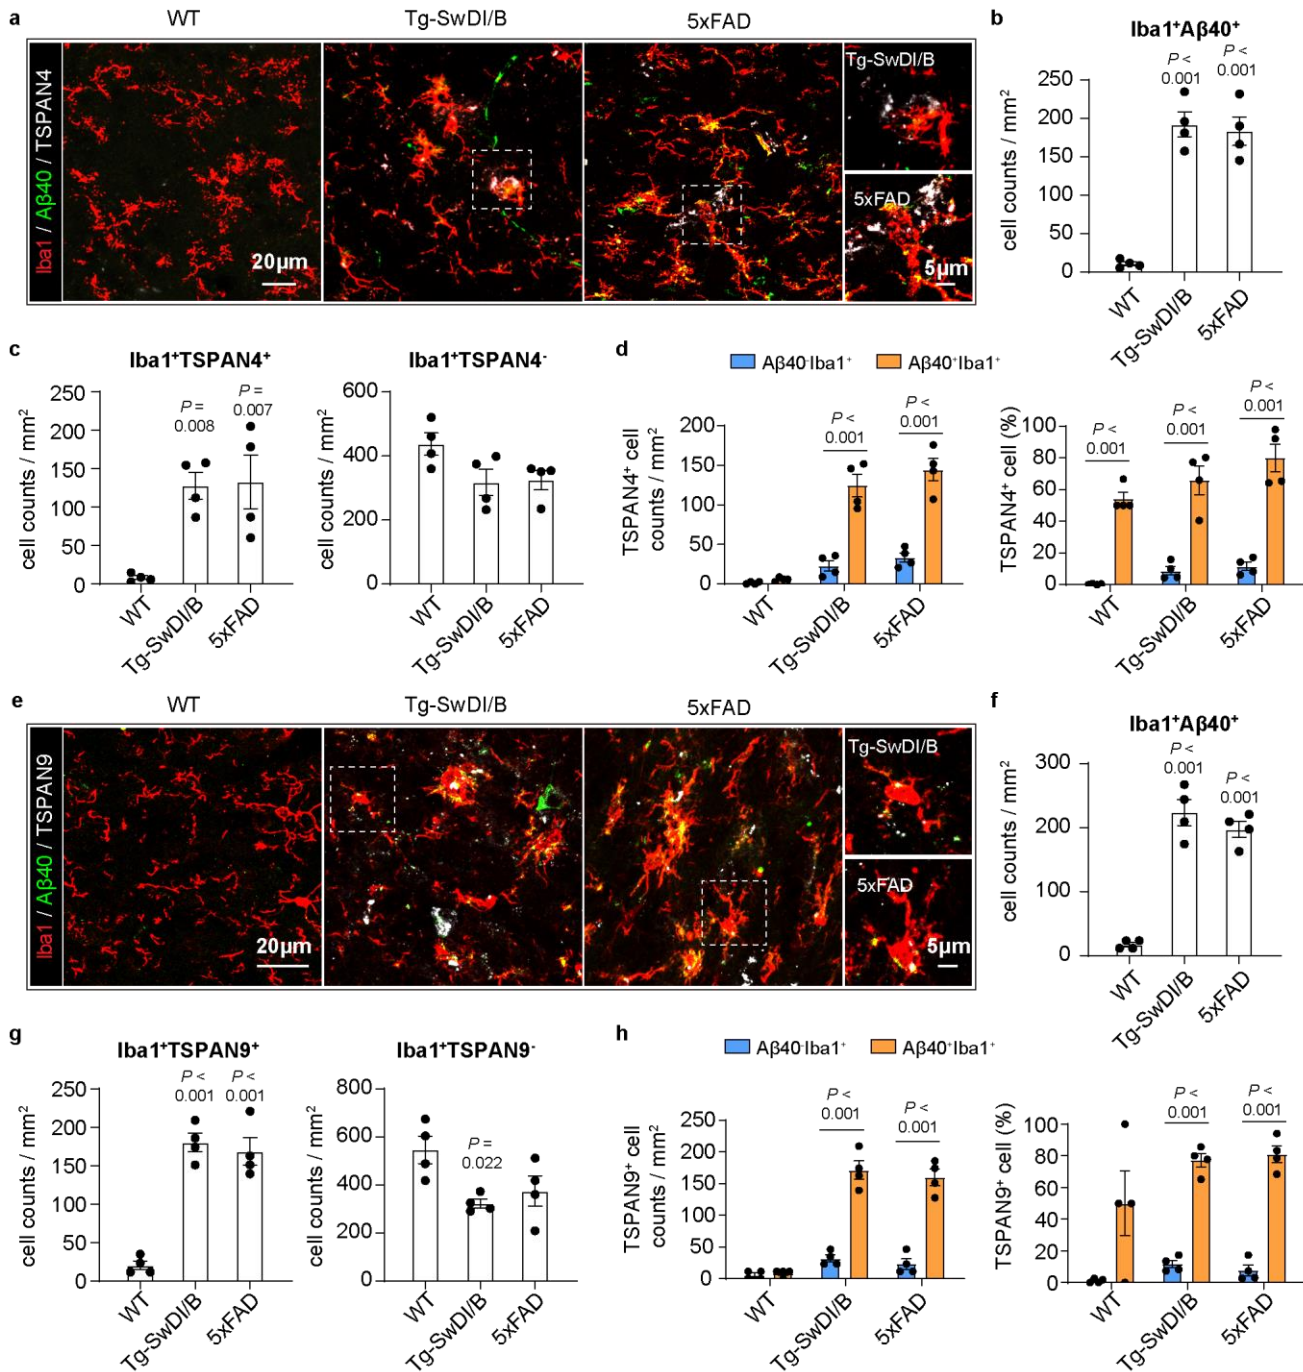 a
WT
Tg-SwDI/B
5xFAD
Iba1 / Aβ40 / TSPAN4
20μm
Tg-SwDI/B
5xFAD
5μm
b
Iba1⁺Aβ40⁺
P < 0.001
P < 0.001
cell counts / mm²
250
200
150
100
50
0
WT
Tg-SwDI/B
5xFAD
c
Iba1⁺TSPAN4⁺
P = 0.008
P = 0.007
cell counts / mm²
250
200
150
100
50
0
WT
Tg-SwDI/B
5xFAD
Iba1⁺TSPAN4⁻
cell counts / mm²
600
400
200
0
WT
Tg-SwDI/B
5xFAD
d
Aβ40⁻Iba1⁺
Aβ40⁺Iba1⁺
P < 0.001
P < 0.001
TSPAN4⁺ cell
counts / mm²
200
150
100
50
0
WT
Tg-SwDI/B
5xFAD
P < 0.001
P < 0.001
P < 0.001
TSPAN4⁺ cell (%)
100
80
60
40
20
0
WT
Tg-SwDI/B
5xFAD
e
WT
Tg-SwDI/B
5xFAD
Iba1 / Aβ40 / TSPAN9
20μm
Tg-SwDI/B
5xFAD
5μm
f
Iba1⁺Aβ40⁺
P < 0.001
P < 0.001
cell counts / mm²
300
200
100
0
WT
Tg-SwDI/B
5xFAD
g
Iba1⁺TSPAN9⁺
P < 0.001
P < 0.001
cell counts / mm²
250
200
150
100
50
0
WT
Tg-SwDI/B
5xFAD
Iba1⁺TSPAN9⁻
P = 0.022
cell counts / mm²
800
600
400
200
0
WT
Tg-SwDI/B
5xFAD
h
Aβ40⁻Iba1⁺
Aβ40⁺Iba1⁺
P < 0.001
P < 0.001
TSPAN9⁺ cell
counts / mm²
250
200
150
100
50
0
WT
Tg-SwDI/B
5xFAD
P < 0.001
P < 0.001
TSPAN9⁺ cell (%)
100
80
60
40
20
0
WT
Tg-SwDI/B
5xFAD